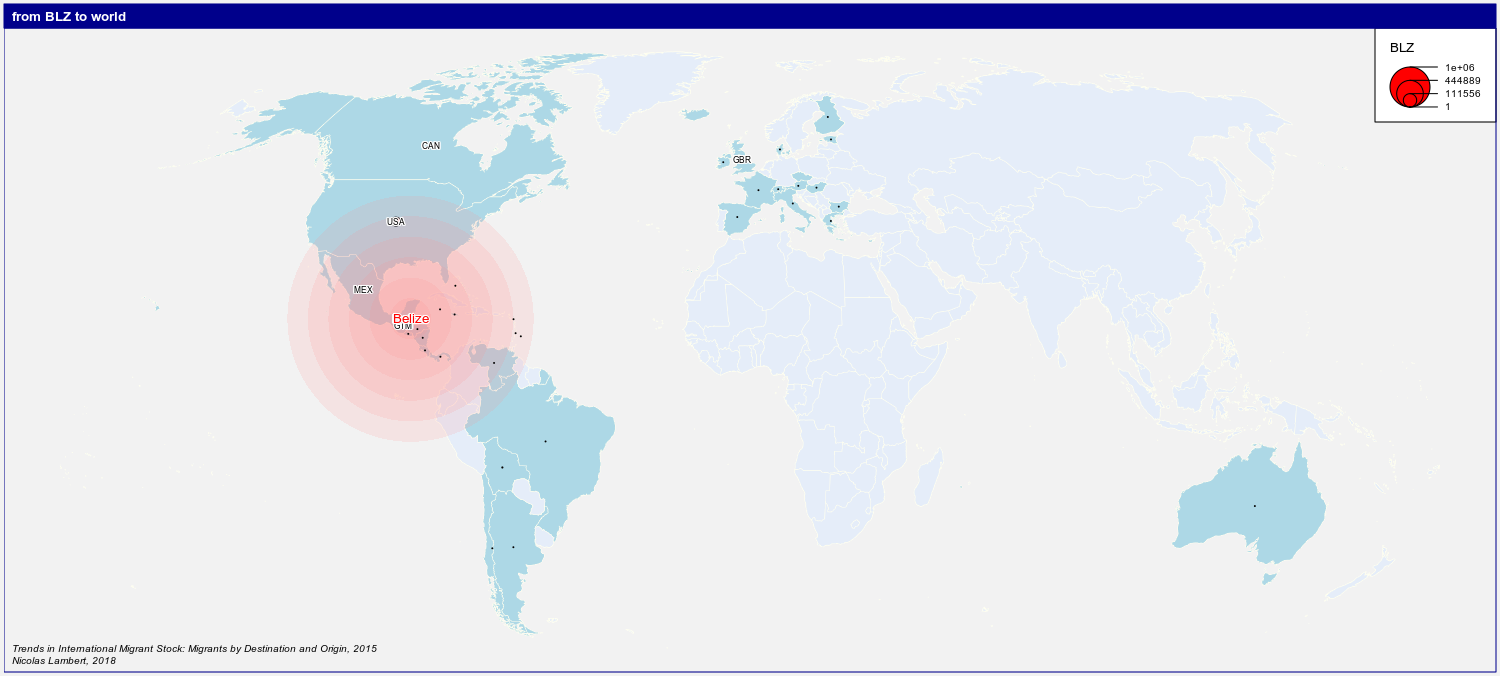 from BLZ to world
BLZ
1e+06
444889
111556
1
CAN
GBR
USA
MEX
Belize
GTM
Trends in International Migrant Stock: Migrants by Destination and Origin, 2015
Nicolas Lambert, 2018